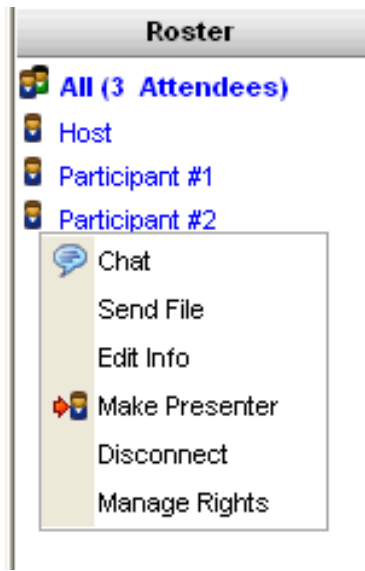 Roster
All (3 Attendees)
Host
Participant #1
Participant #2
Chat
Send File
Edit Info
Make Presenter
Disconnect
Manage Rights